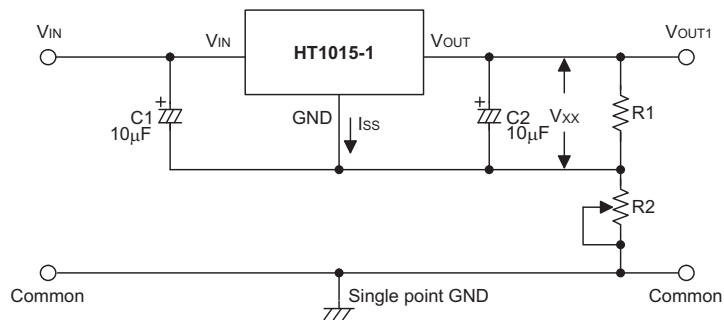 VIN
VIN
HT1015-1
VOUT
VOUT1
C1
10μF
GND
ISS
C2
10μF
VXX
R1
R2
Common
Single point GND
Common